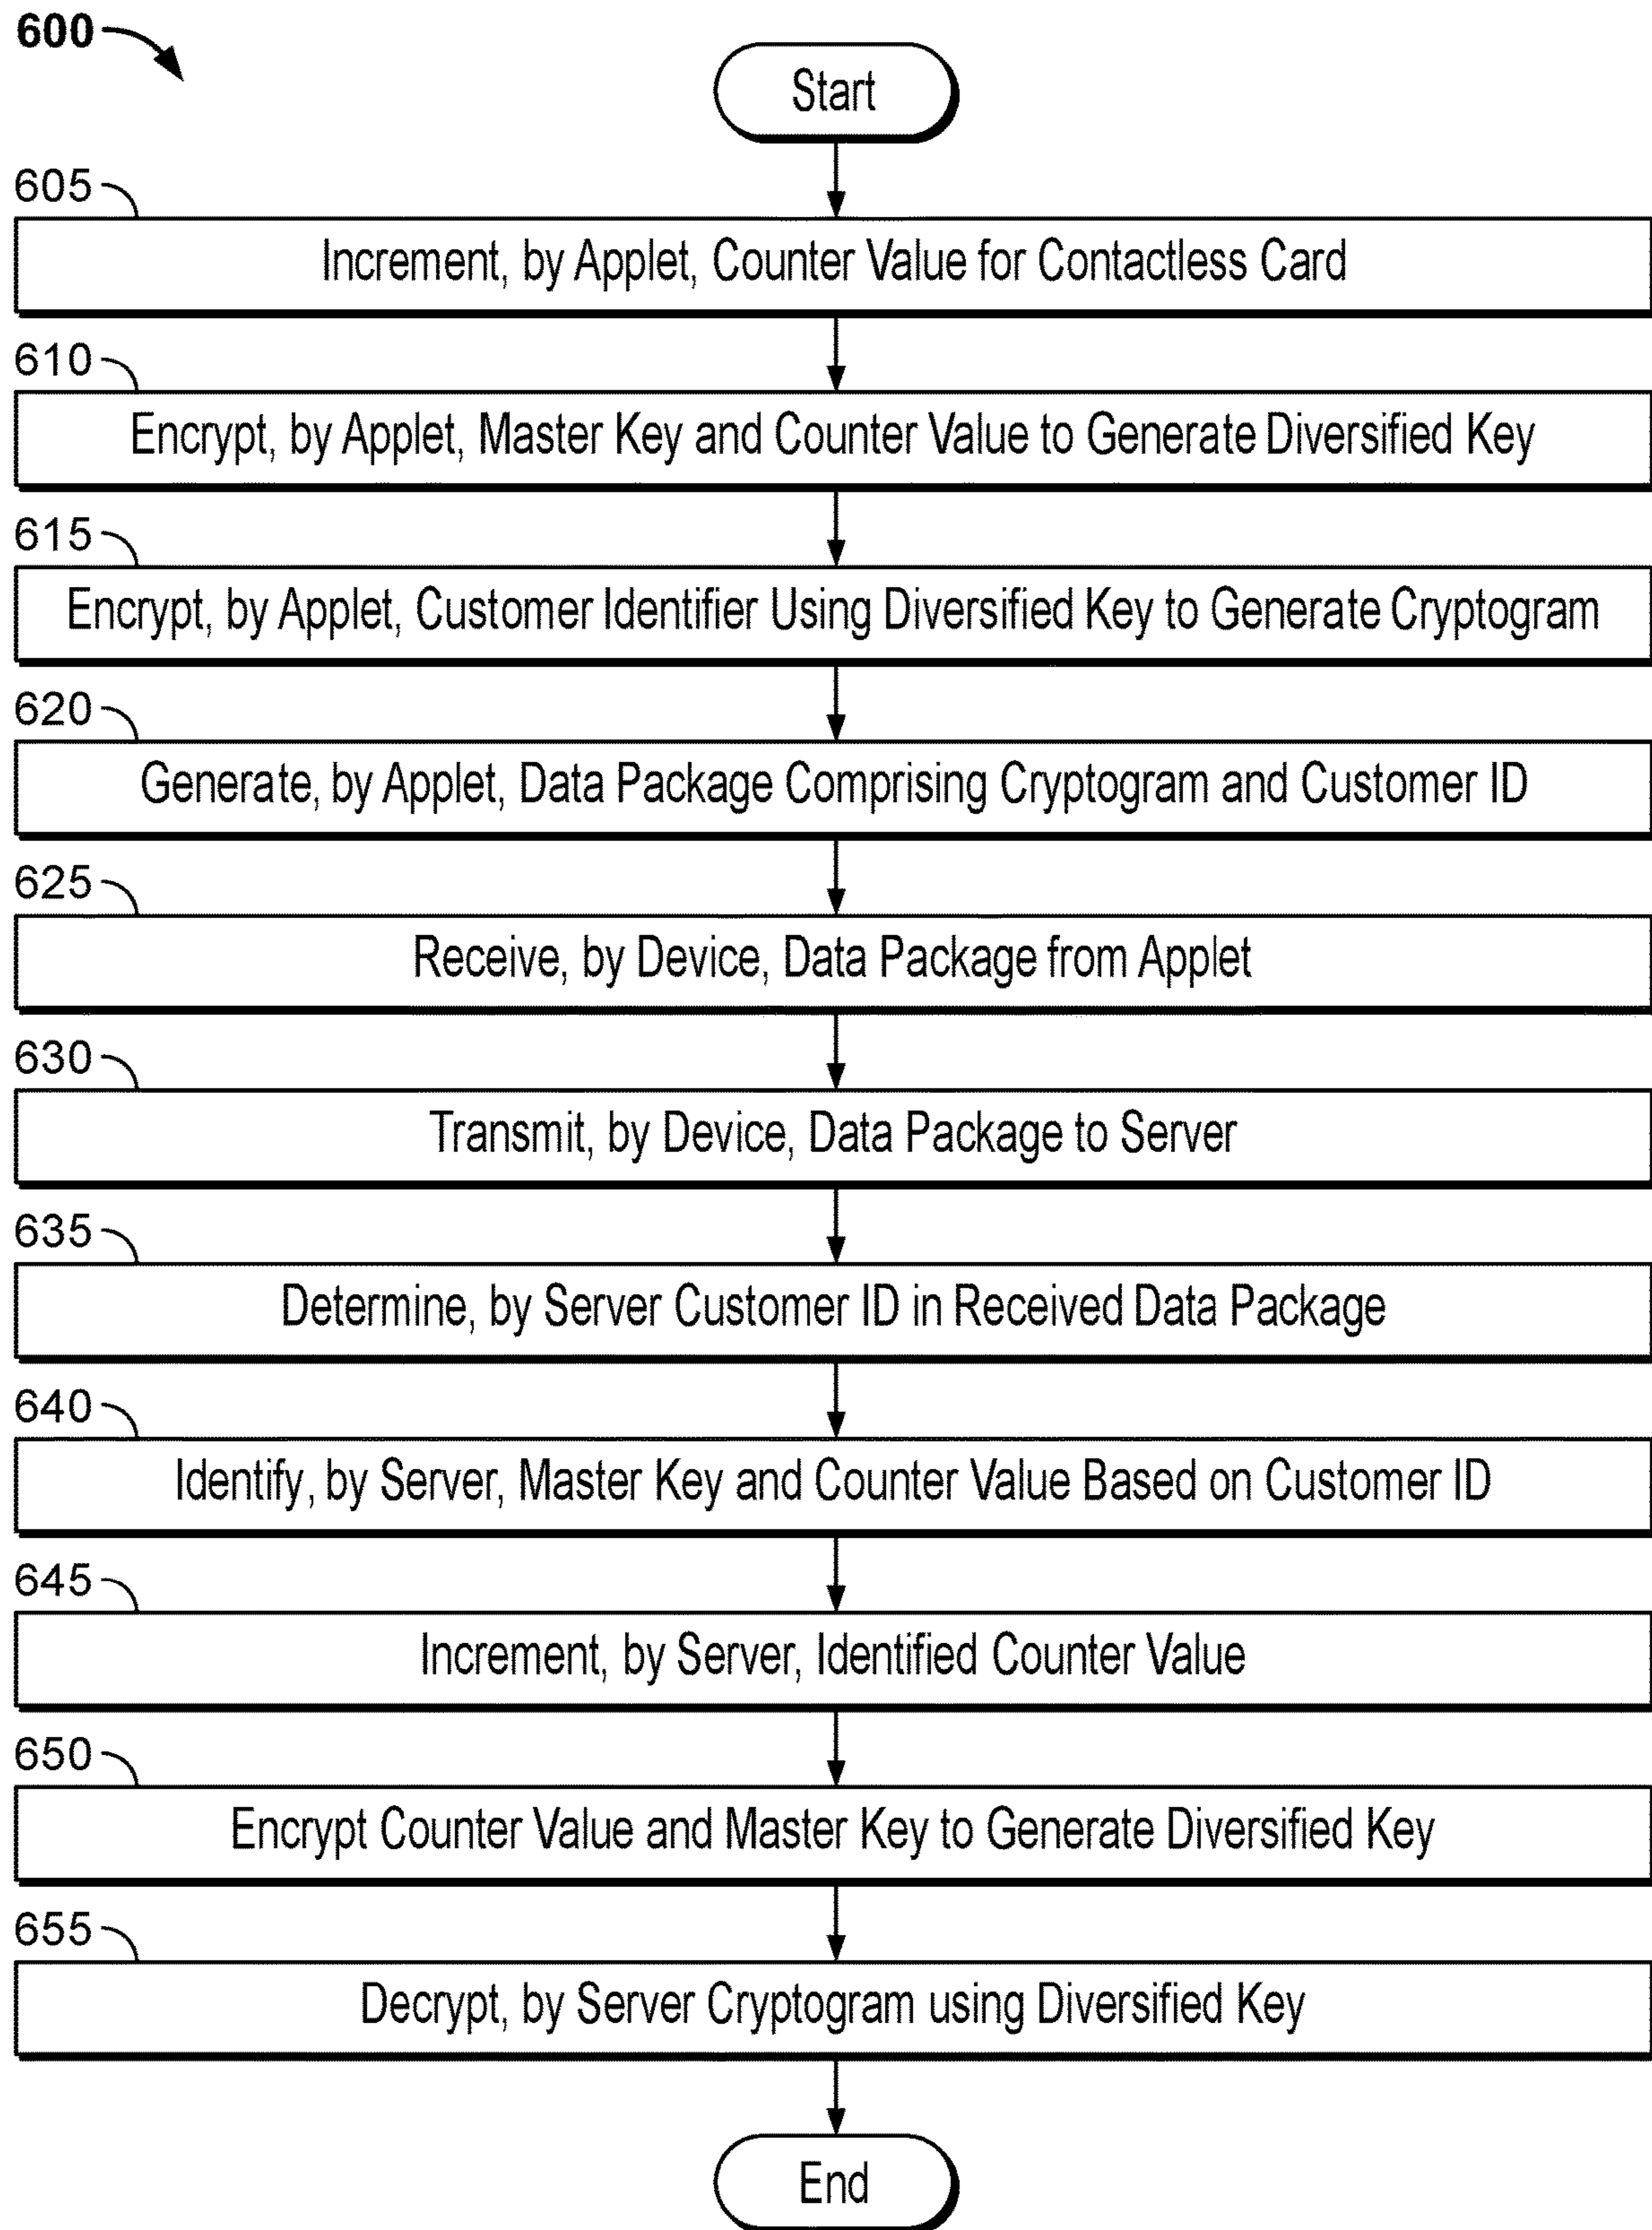 600
Start
605
Increment, by Applet, Counter Value for Contactless Card
610
Encrypt, by Applet, Master Key and Counter Value to Generate Diversified Key
615
Encrypt, by Applet, Customer Identifier Using Diversified Key to Generate Cryptogram
620
Generate, by Applet, Data Package Comprising Cryptogram and Customer ID
625
Receive, by Device, Data Package from Applet
630
Transmit, by Device, Data Package to Server
635
Determine, by Server Customer ID in Received Data Package
640
Identify, by Server, Master Key and Counter Value Based on Customer ID
645
Increment, by Server, Identified Counter Value
650
Encrypt Counter Value and Master Key to Generate Diversified Key
655
Decrypt, by Server Cryptogram using Diversified Key
End